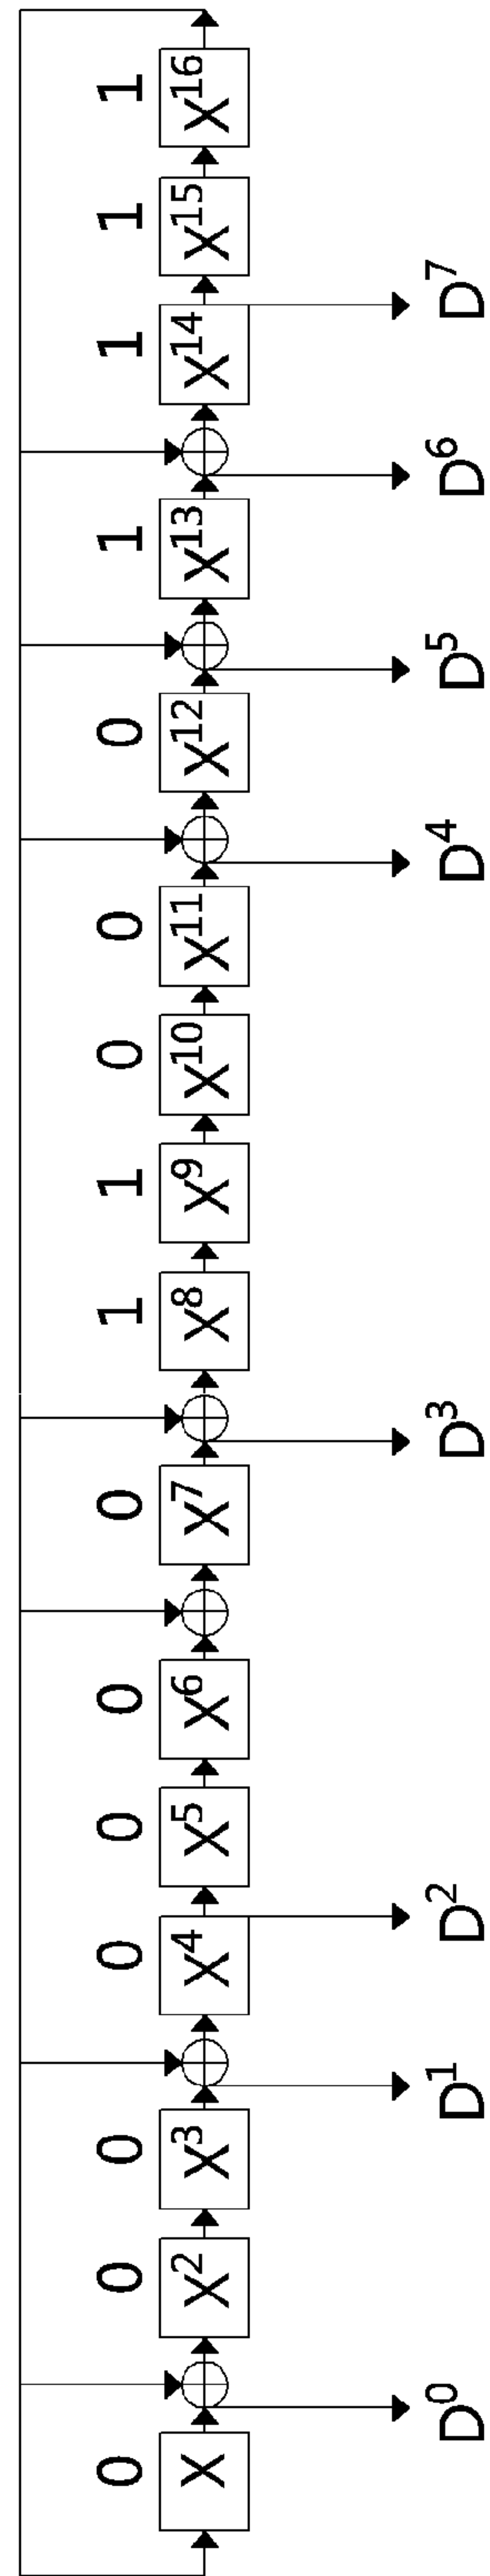 0 0 0 0 0 0 0 1 1 0 0 0 1 1 1 1
X X² X³ X⁴ X⁵ X⁶ X⁷ X⁸ X⁹ X¹⁰ X¹¹ X¹² X¹³ X¹⁴ X¹⁵ X¹⁶
D⁰ D¹ D² D³ D⁴ D⁵ D⁶ D⁷